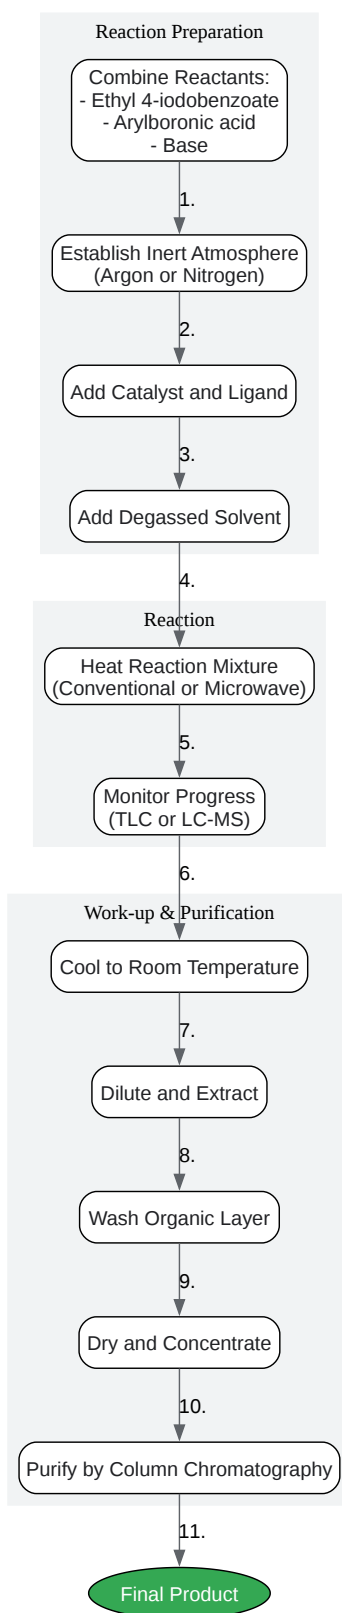 Reaction Preparation
Combine Reactants:
- Ethyl 4-iodobenzoate
- Arylboronic acid
- Base
1.
Establish Inert Atmosphere
(Argon or Nitrogen)
2.
Add Catalyst and Ligand
3.
Add Degassed Solvent
4.
Reaction
Heat Reaction Mixture
(Conventional or Microwave)
5.
Monitor Progress
(TLC or LC-MS)
6.
Work-up & Purification
Cool to Room Temperature
7.
Dilute and Extract
8.
Wash Organic Layer
9.
Dry and Concentrate
10.
Purify by Column Chromatography
11.
Final Product